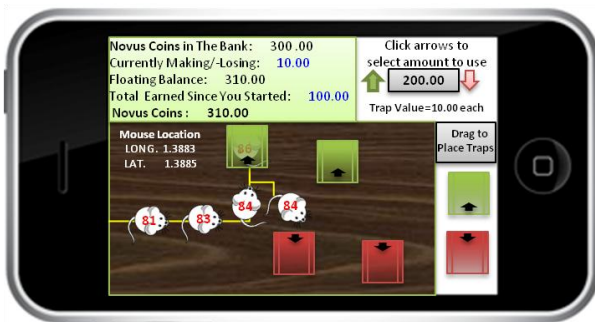 Novus Coins in The Bank: 300.00
Currently Making/-Losing: 10.00
Floating Balance: 310.00
Total Earned Since You Started: 100.00
Novus Coins : 310.00
Click arrows to
select amount to use
200.00
Trap Value=10.00 each
Mouse Location
LONG. 1.3883
LAT. 1.3885
86
81
83
84
84
Drag to
Place Traps